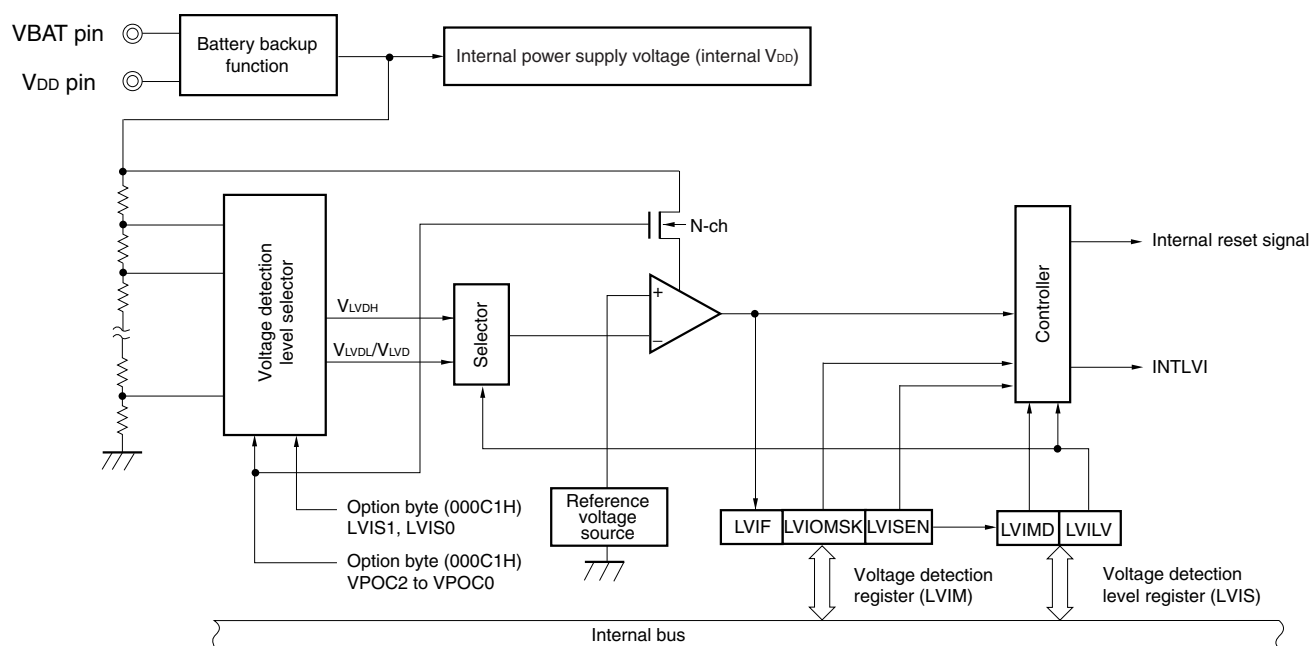 VBAT pin
VDD pin
Battery backup
function
Internal power supply voltage (internal VDD)
N-ch
Voltage detection
level selector
VLVDH
VLVDL/VLVD
Selector
+
−
Controller
Internal reset signal
INTLVI
Option byte (000C1H)
LVIS1, LVIS0
Option byte (000C1H)
VPOC2 to VPOC0
Reference
voltage
source
LVIF
LVIOMSK
LVISEN
LVIMD
LVILV
Voltage detection
register (LVIM)
Voltage detection
level register (LVIS)
Internal bus